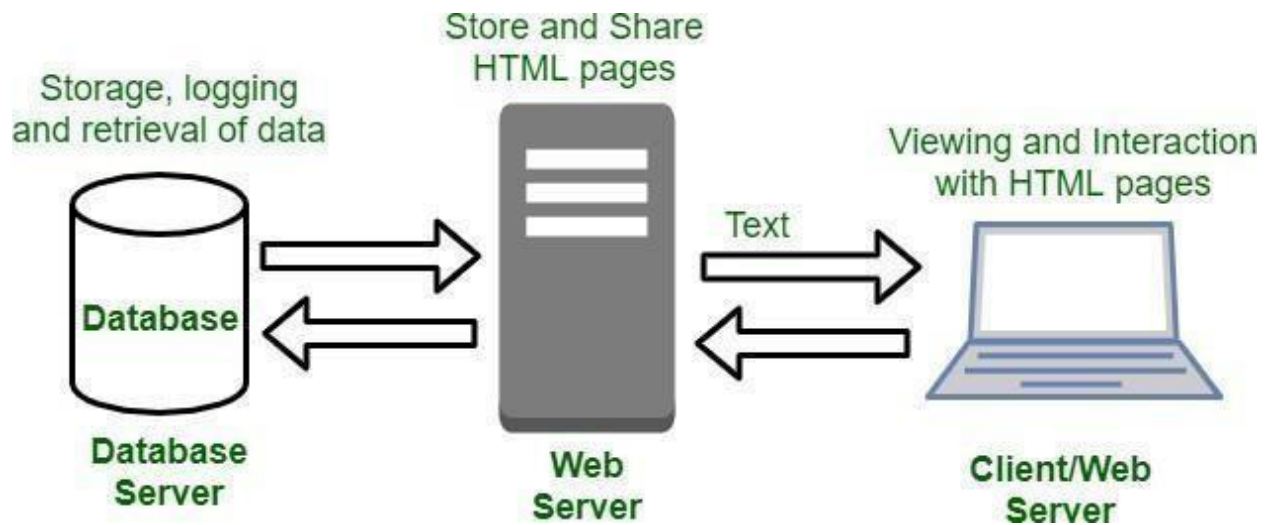 Storage, logging
and retrieval of data
Database
Database
Server
Store and Share
HTML pages
Web
Server
Text
Viewing and Interaction
with HTML pages
Client/Web
Server